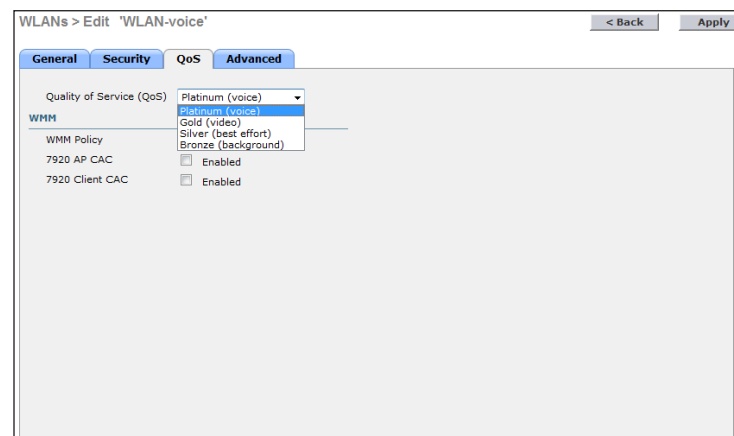 WLANs > Edit 'WLAN-voice'
< Back
Apply
General
Security
QoS
Advanced
Quality of Service (QoS)
Platinum (voice)
Platinum (voice)
Gold (video)
Silver (best effort)
Bronze (background)
WMM
WMM Policy
7920 AP CAC
Enabled
7920 Client CAC
Enabled